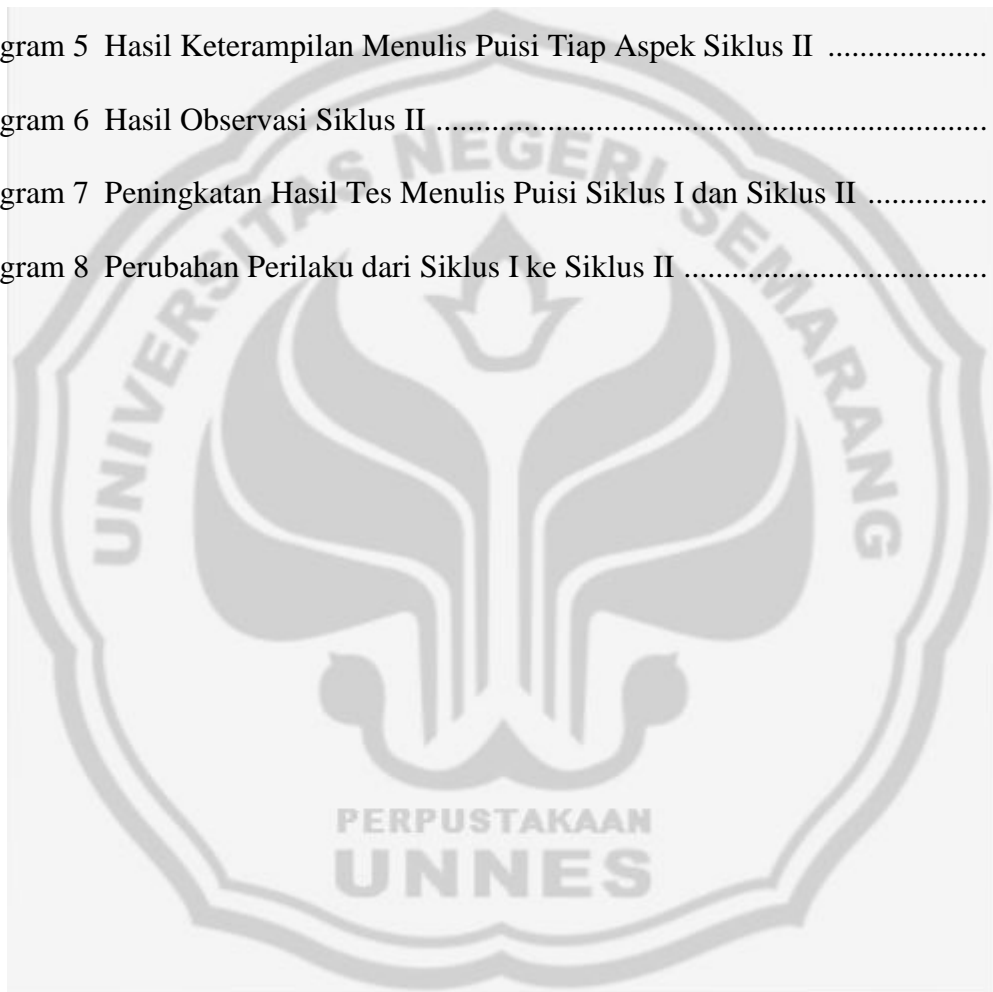 gram 5 Hasil Keterampilan Menulis Puisi Tiap Aspek Siklus II ...................
gram 6 Hasil Observasi Siklus II ...................................................................
gram 7 Peningkatan Hasil Tes Menulis Puisi Siklus I dan Siklus II ..............
gram 8 Perubahan Perilaku dari Siklus I ke Siklus II .....................................
UNIVERSITAS NEGERI SEMARANG
PERPUSTAKAAN
UNNES